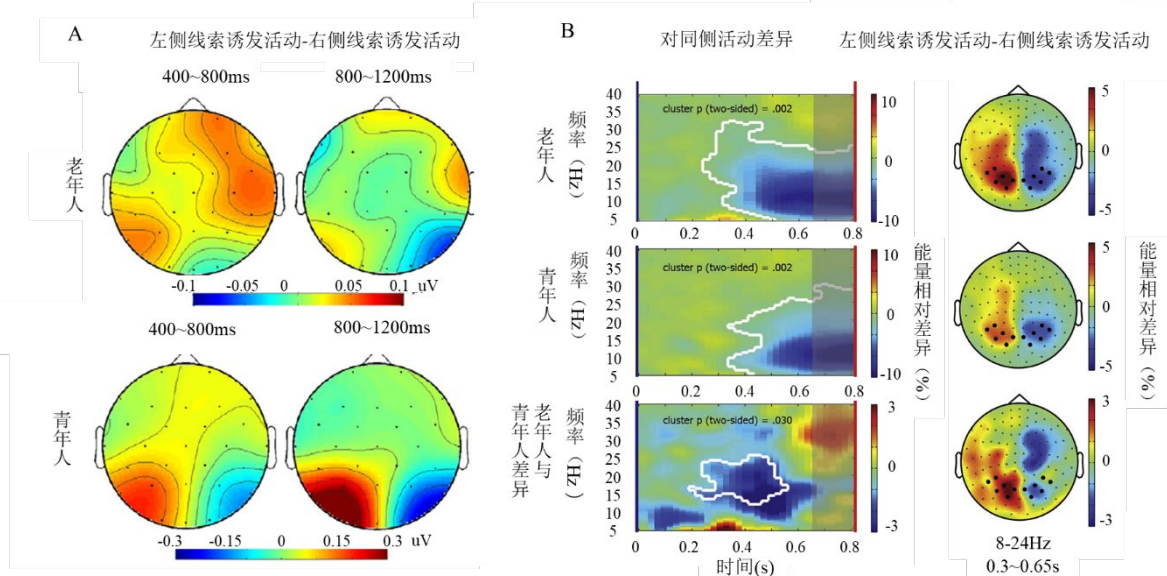 A
左侧线索诱发活动-右侧线索诱发活动
400~800ms
800~1200ms
老年人
-0.1 -0.05 0 0.05 0.1 uV
400~800ms
800~1200ms
青年人
-0.3 -0.15 0 0.15 0.3 uV
B
对同侧活动差异
左侧线索诱发活动-右侧线索诱发活动
老年人
频率（Hz）
40
35
30
25
20
15
10
5
cluster p (two-sided) = .002
0 0.2 0.4 0.6 0.8
10
0
-10
5
0
-5
青年人
频率（Hz）
40
35
30
25
20
15
10
5
cluster p (two-sided) = .002
0 0.2 0.4 0.6 0.8
10
0
-10
能量相对差异（%）
5
0
-5
能量相对差异（%）
老年人与
青年人差异
频率（Hz）
40
35
30
25
20
15
10
5
cluster p (two-sided) = .030
0 0.2 0.4 0.6 0.8
时间(s)
3
0
-3
3
0
-3
8-24Hz
0.3~0.65s